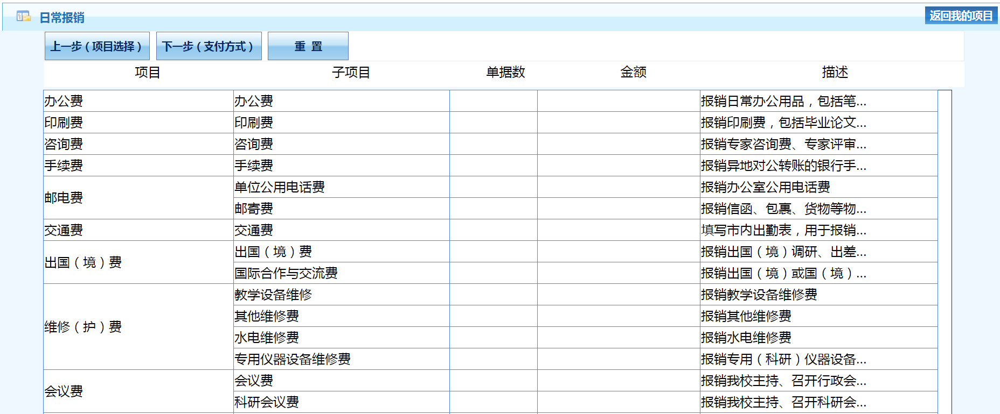 日常报销 返回我的项目
上一步（项目选择） 下一步（支付方式） 重 置
项目 子项目 单据数 金额 描述
办公费 办公费 报销日常办公用品，包括笔...
印刷费 印刷费 报销印刷费，包括毕业论文...
咨询费 咨询费 报销专家咨询费、专家评审...
手续费 手续费 报销异地对公转账的银行手...
邮电费 单位公用电话费 报销办公室公用电话费
邮寄费 报销信函、包裹、货物等物...
交通费 交通费 填写市内出勤表，用于报销...
出国（境）费 出国（境）费 报销出国（境）调研、出差...
国际合作与交流费 报销出国（境）或国（境）...
维修（护）费 教学设备维修 报销教学设备维修费
其他维修费 报销其他维修费
水电维修费 报销水电维修费
专用仪器设备维修费 报销专用（科研）仪器设备...
会议费 会议费 报销我校主持、召开行政会...
科研会议费 报销我校主持、召开科研会...